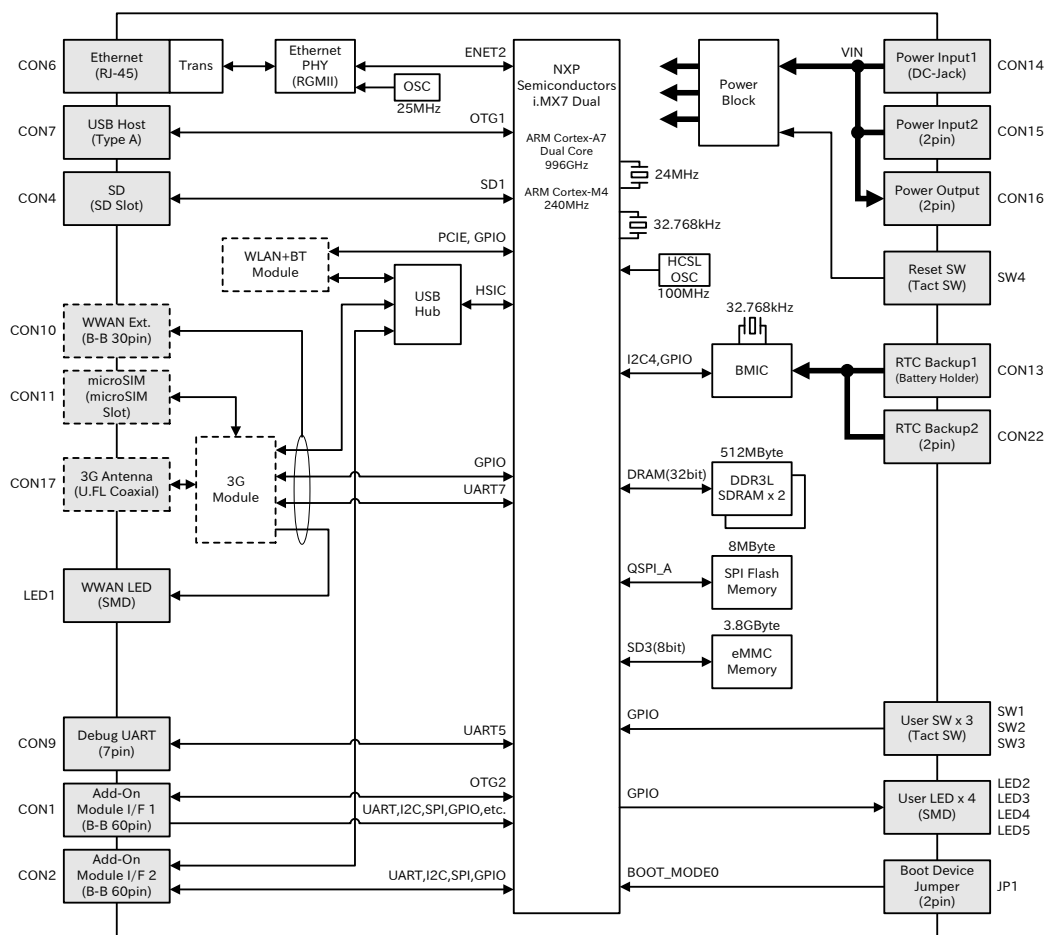 CON6
Ethernet
(RJ-45)
Trans
Ethernet
PHY
(RGMII)
OSC
25MHz
ENET2
CON7
USB Host
(Type A)
OTG1
CON4
SD
(SD Slot)
SD1
WLAN+BT
Module
PCIE, GPIO
USB
Hub
HSIC
CON10
WWAN Ext.
(B-B 30pin)
CON11
microSIM
(microSIM
Slot)
CON17
3G Antenna
(U.FL Coaxial)
3G
Module
GPIO
UART7
LED1
WWAN LED
(SMD)
CON9
Debug UART
(7pin)
UART5
CON1
Add-On
Module I/F 1
(B-B 60pin)
OTG2
UART,I2C,SPI,GPIO,etc.
CON2
Add-On
Module I/F 2
(B-B 60pin)
UART,I2C,SPI,GPIO
NXP
Semiconductors
i.MX7 Dual
ARM Cortex-A7
Dual Core
996GHz
ARM Cortex-M4
240MHz
24MHz
32.768kHz
HCSL
OSC
100MHz
Power
Block
VIN
Power Input1
(DC-Jack)
CON14
Power Input2
(2pin)
CON15
Power Output
(2pin)
CON16
Reset SW
(Tact SW)
SW4
32.768kHz
I2C4,GPIO
BMIC
RTC Backup1
(Battery Holder)
CON13
RTC Backup2
(2pin)
CON22
512MByte
DRAM(32bit)
DDR3L
SDRAM x 2
8MByte
QSPI_A
SPI Flash
Memory
3.8GByte
SD3(8bit)
eMMC
Memory
GPIO
User SW x 3
(Tact SW)
SW1
SW2
SW3
GPIO
User LED x 4
(SMD)
LED2
LED3
LED4
LED5
BOOT_MODE0
Boot Device
Jumper
(2pin)
JP1